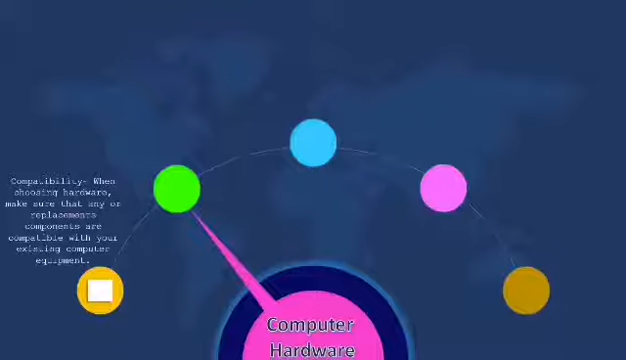 Compatibility- When
choosing hardware,
make sure that any or
replacements
components are
compatible with your
existing computer
equipment.
Computer
Hardware